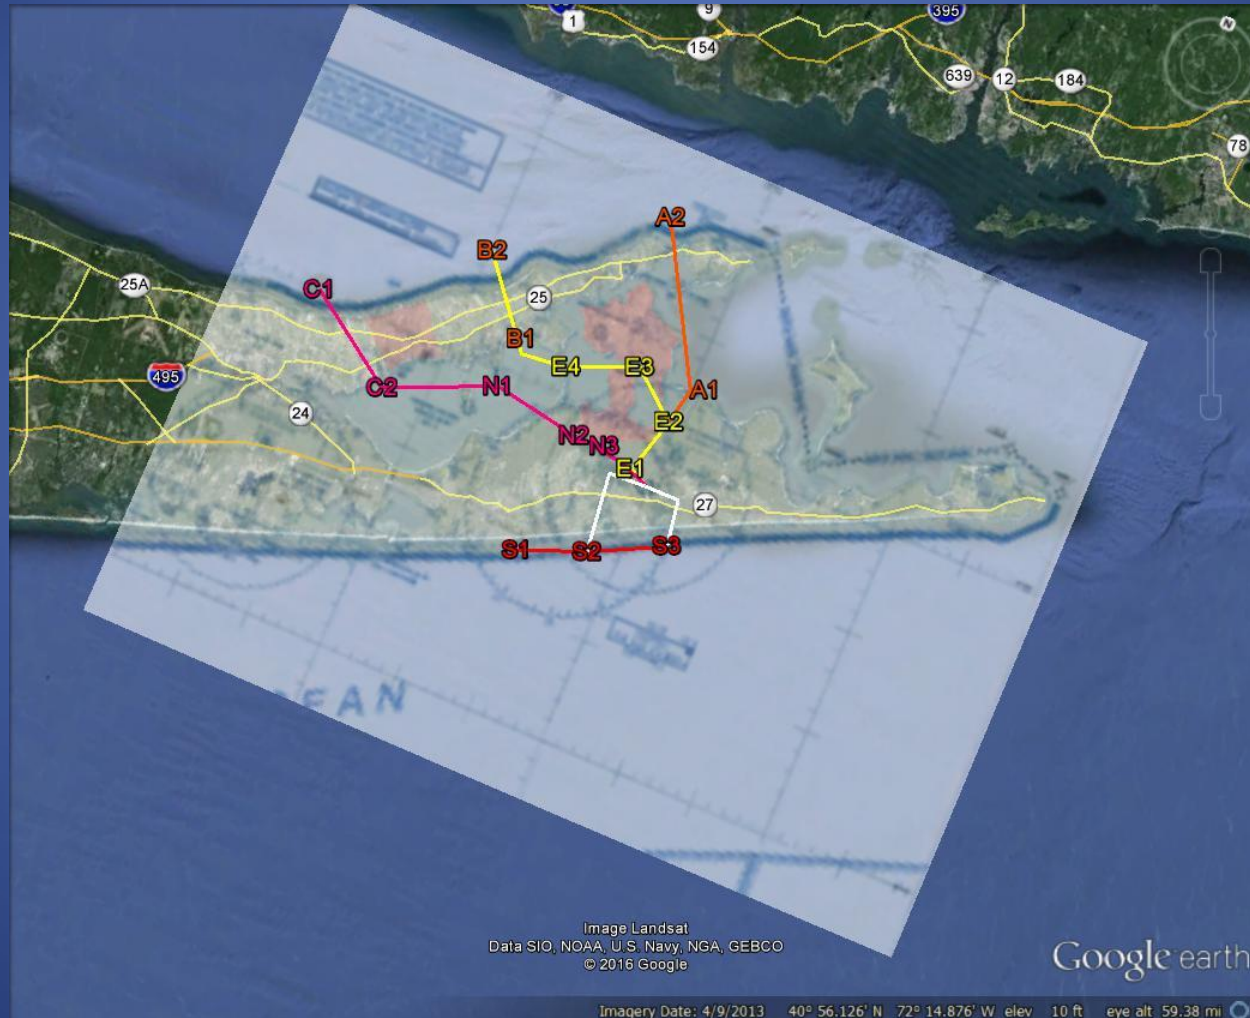 1
9
395
154
639
12
184
78
A2
B2
25A
C1
25
B1
E4
E3
495
C2
N1
A1
24
E2
N2
N3
E1
27
S1
S2
S3
EAN
Image Landsat
Data SIO, NOAA, U.S. Navy, NGA, GEBCO
© 2016 Google
Google earth
Imagery Date: 4/9/2013 40° 56.126' N 72° 14.876' W elev 10 ft eye alt 59.38 mi